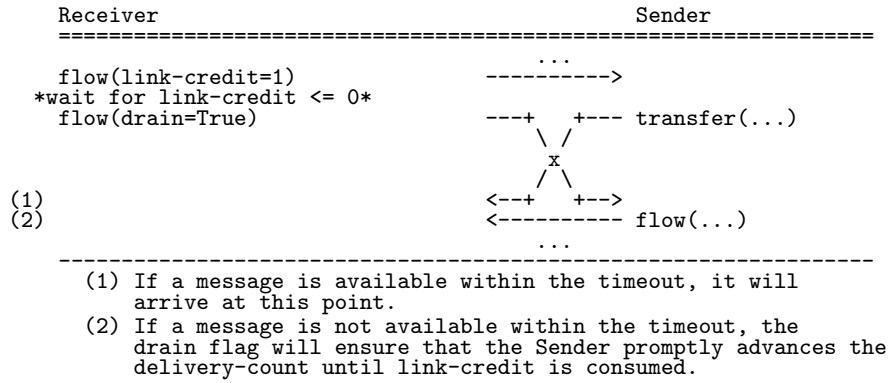 Receiver                                           Sender
=================================================================
                                      ...
flow(link-credit=1)               ---------->
*wait for link-credit <= 0*
flow(drain=True)                  ---+   +--- transfer(...)
                                      \ /
                                       x
                                      / \
(1)                               <--+   +-->
(2)                               <---------- flow(...)
                                      ...
-----------------------------------------------------------------
(1) If a message is available within the timeout, it will
arrive at this point.
(2) If a message is not available within the timeout, the
drain flag will ensure that the Sender promptly advances the
delivery-count until link-credit is consumed.